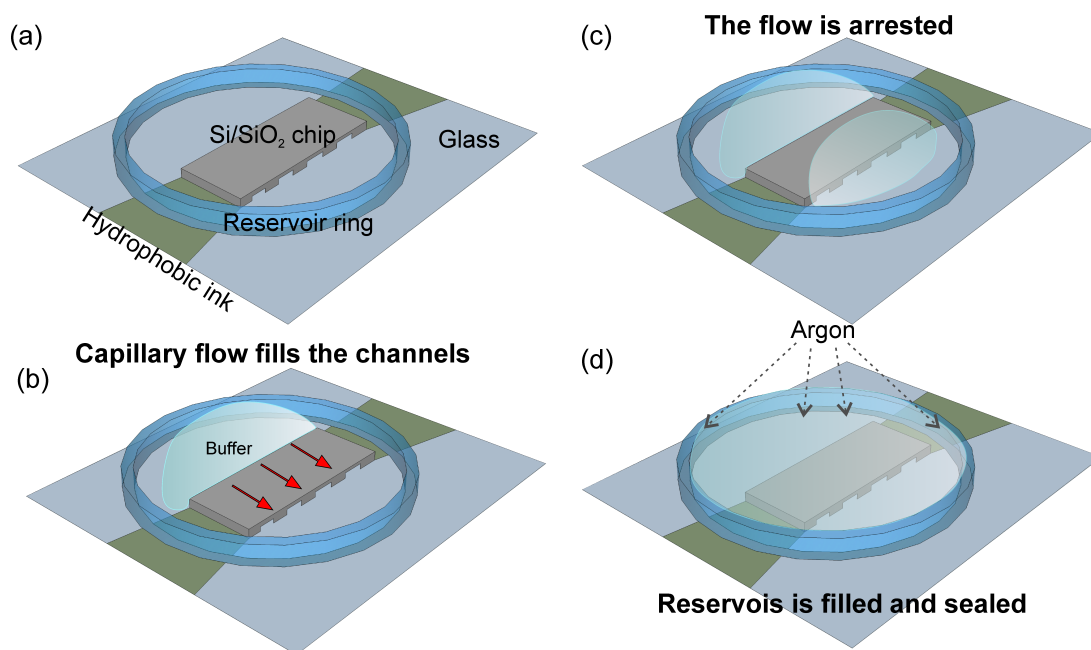 (a)
Si/SiO₂ chip
Glass
Reservoir ring
Hydrophobic ink
Capillary flow fills the channels
(b)
Buffer
The flow is arrested
(c)
Argon
(d)
Reservois is filled and sealed